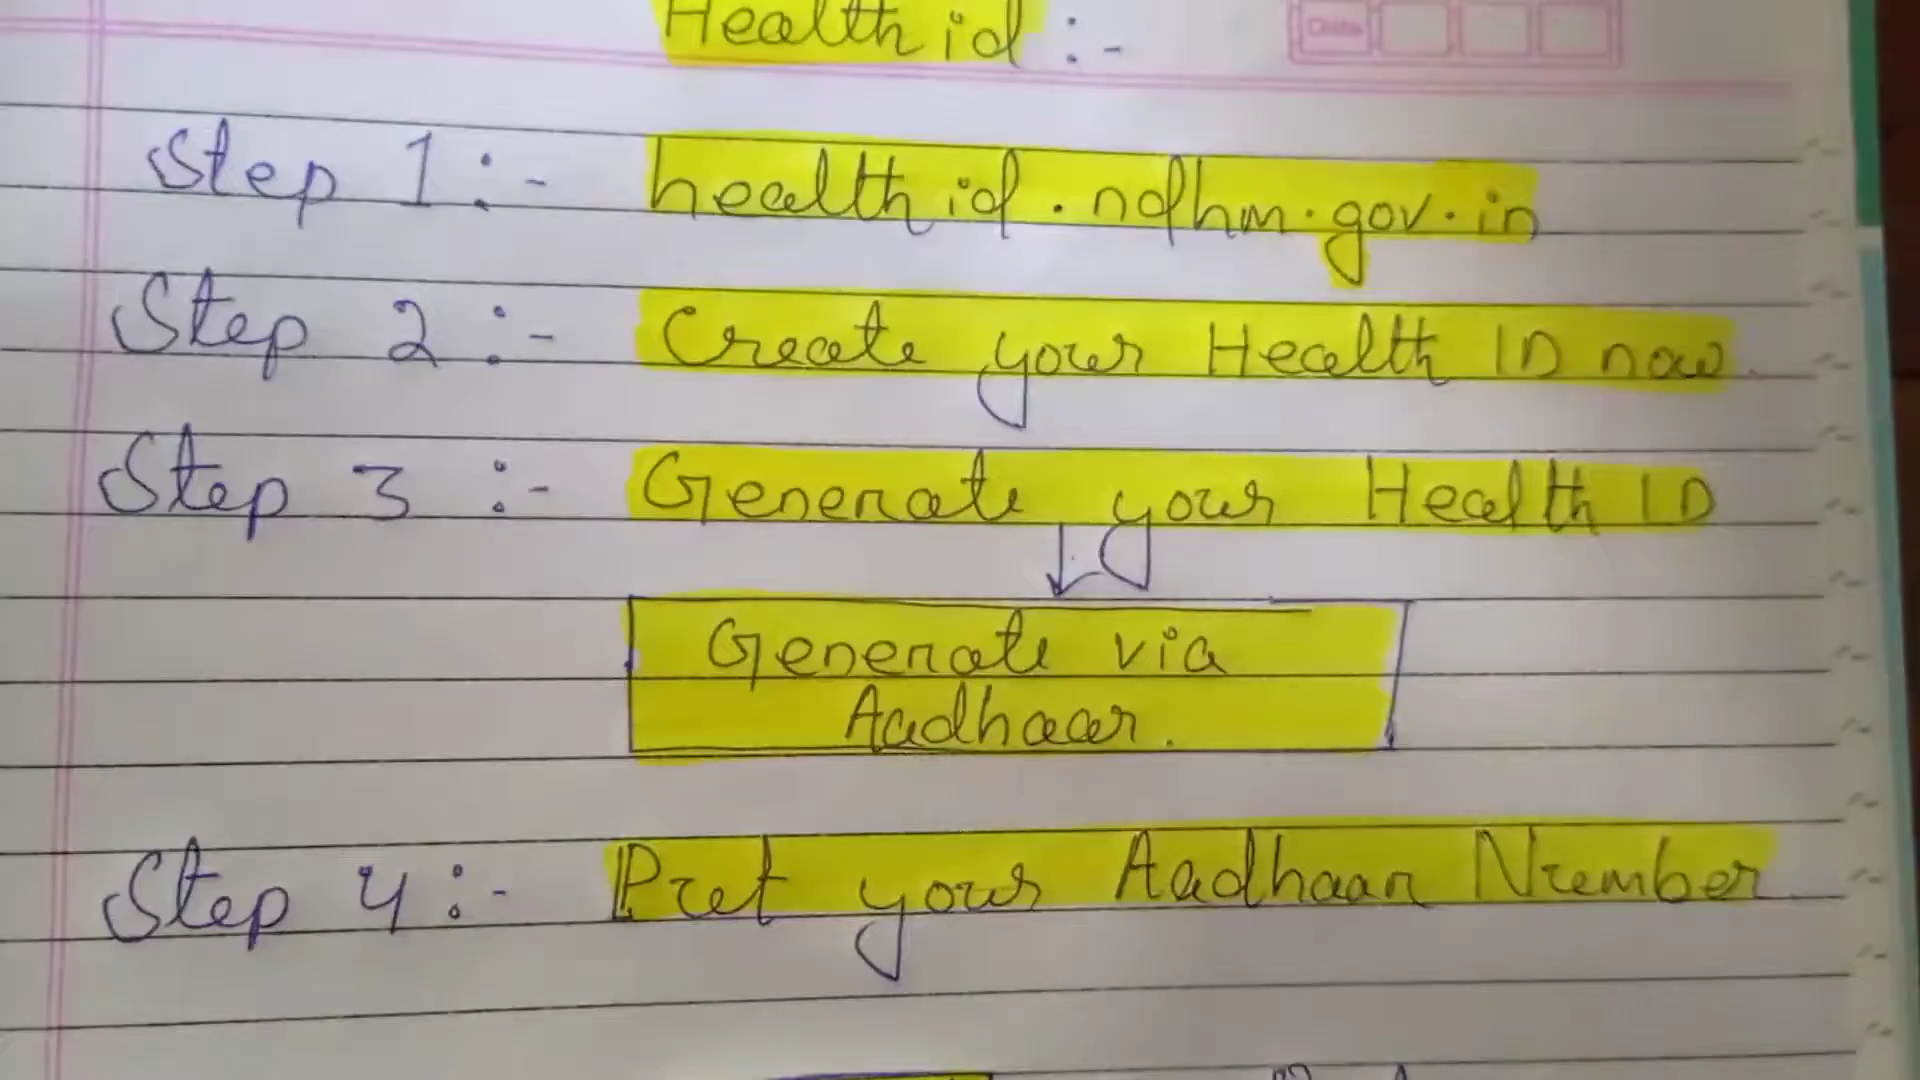 Health id :-
Date
Step 1 :- healthid.ndhm.gov.in
Step 2 :- Create your Health ID now.
Step 3 :- Generate your Health ID
Generate via
Aadhaar.
Step 4 :- Put your Aadhaar Number.